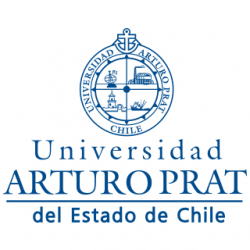 UNIVERSIDAD ARTURO PRAT
CHILE
Universidad
ARTURO PRAT
del Estado de Chile